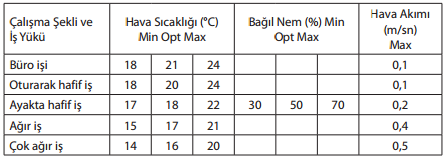 Çalışma Şekli ve
İş Yükü
Hava Sıcaklığı (°C)
Min Opt Max
Bağıl Nem (%) Min
Opt Max
Hava Akımı
(m/sn)
Max
Büro işi 18 21 24 0,1
Oturarak hafif iş 18 20 24 0,1
Ayakta hafif iş 17 18 22 30 50 70 0,2
Ağır iş 15 17 21 0,4
Çok ağır iş 14 16 20 0,5